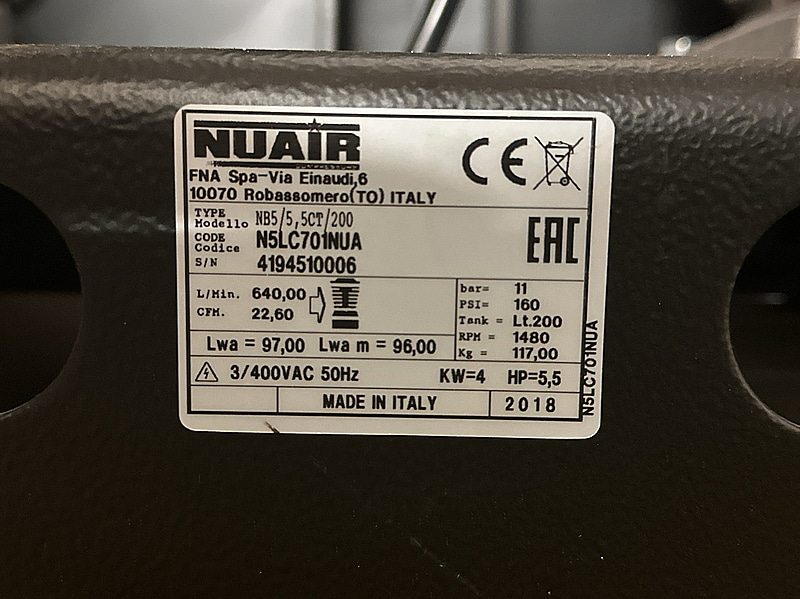 NUAIR
CE
FNA Spa-Via Einaudi,6
10070 Robassomero(TO) ITALY
TYPE
Modello NB5/5,5CT/200
CODE
Codice N5LC701NUA
S/N 4194510006
EAC
L/Min. 640,00
CFM. 22,60
bar= 11
PSI= 160
Tank = Lt.200
RPM = 1480
Kg = 117,00
Lwa = 97,00 Lwa m = 96,00
3/400VAC 50Hz KW=4 HP=5,5
MADE IN ITALY 2018
N5LC701NUA